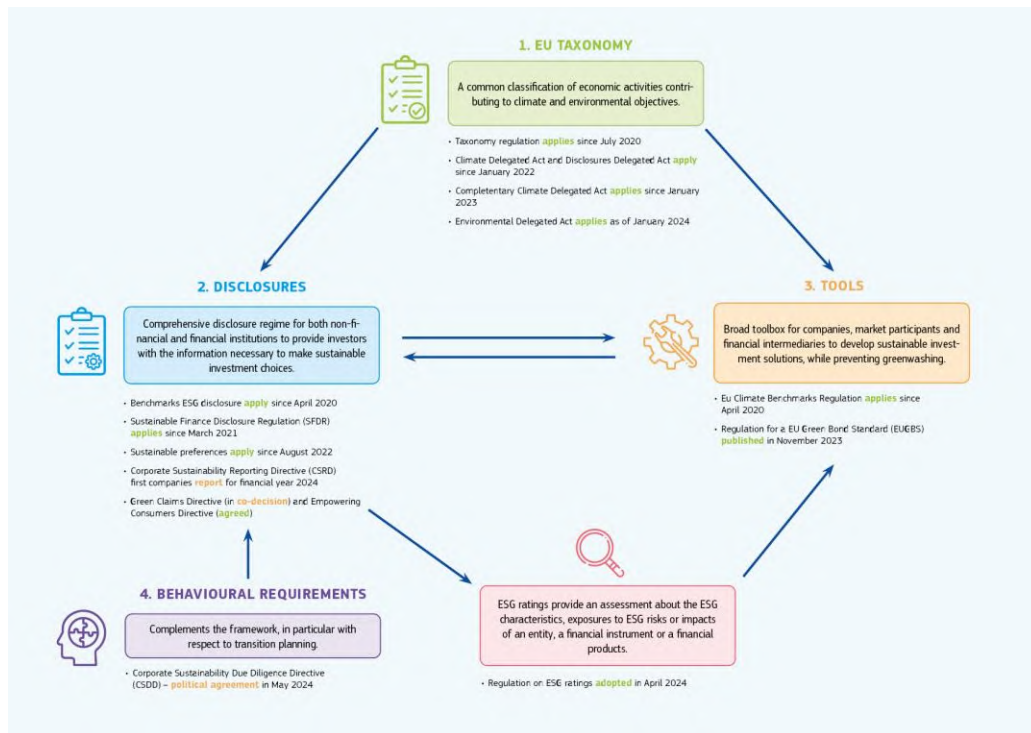 1. EU TAXONOMY
A common classification of economic activities contri-
buting to climate and environmental objectives.
• Taxonomy regulation applies since July 2020
• Climate Delegated Act and Disclosures Delegated Act apply
since January 2022
• Completentary Climate Delegated Act applies since January
2023
• Environmental Delegated Act applies as of January 2024
2. DISCLOSURES
Comprehensive disclosure regime for both non-fi-
nancial and financial institutions to provide investors
with the information necessary to make sustainable
investment choices.
• Benchmarks ESG disclosure apply since April 2020
• Sustainable Finance Disclosure Regulation (SFDR)
applies since March 2021
• Sustainable preferences apply since August 2022
• Corporate Sustainability Reporting Directive (CSRD)
first companies report for financial year 2024
• Green Claims Directive (in co-decision) and Empowering
Consumers Directive (agreed)
3. TOOLS
Broad toolbox for companies, market participants and
financial intermediaries to develop sustainable invest-
ment solutions, while preventing greenwashing.
• Eu Climate Benchmarks Regulation applies since
April 2020
• Regulation for a EU Green Bond Standard (EUGBS)
published in November 2023
4. BEHAVIOURAL REQUIREMENTS
Complements the framework, in particular with
respect to transition planning.
• Corporate Sustainability Due Diligence Directive
(CSDD) – political agreement in May 2024
ESG ratings provide an assessment about the ESG
characteristics, exposures to ESG risks or impacts
of an entity, a financial instrument or a financial
products.
• Regulation on ESG ratings adopted in April 2024